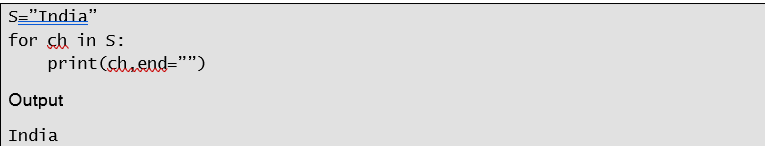 S=”India”
for ch in S:
    print(ch,end=””)
Output
India